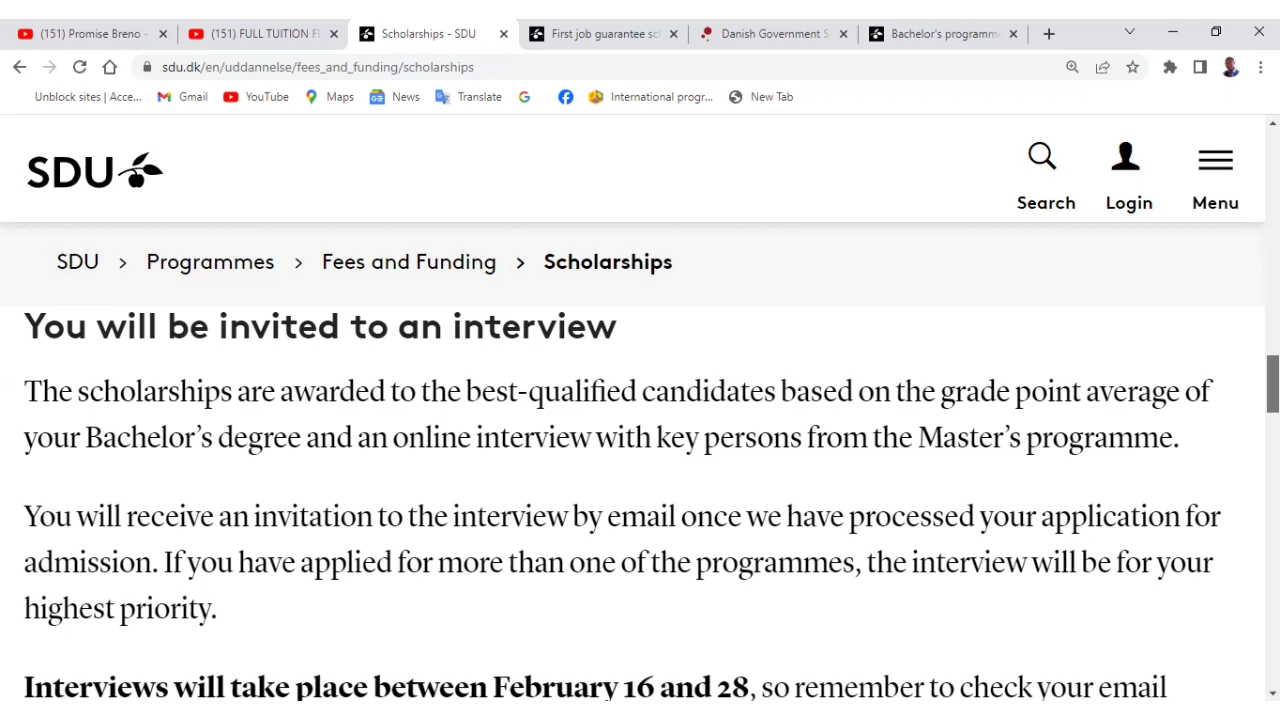 (151) Promise Breno - (151) FULL TUITION Scholarships - SDU First job guarantee Danish Government S Bachelor's programm
sdu.dk/en/uddannelse/fees_and_funding/scholarships
Unblock sites | Acce... Gmail YouTube Maps News Translate International progr... New Tab
SDU
Search Login Menu
SDU > Programmes > Fees and Funding > Scholarships
You will be invited to an interview
The scholarships are awarded to the best-qualified candidates based on the grade point average of
your Bachelor's degree and an online interview with key persons from the Master's programme.
You will receive an invitation to the interview by email once we have processed your application for
admission. If you have applied for more than one of the programmes, the interview will be for your
highest priority.
Interviews will take place between February 16 and 28, so remember to check your email